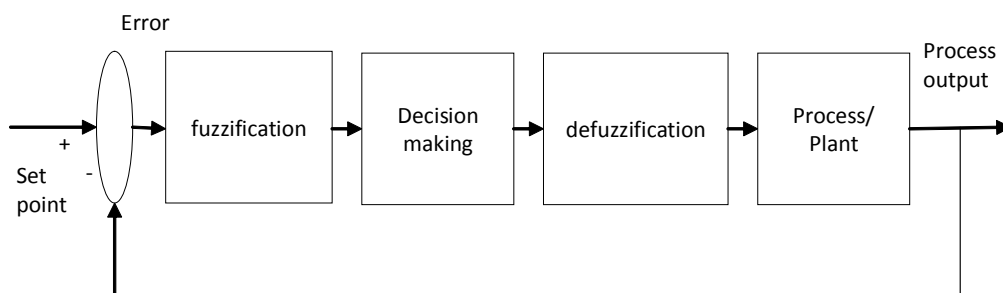 Error
+
-
Set
point
fuzzification
Decision
making
defuzzification
Process/
Plant
Process
output